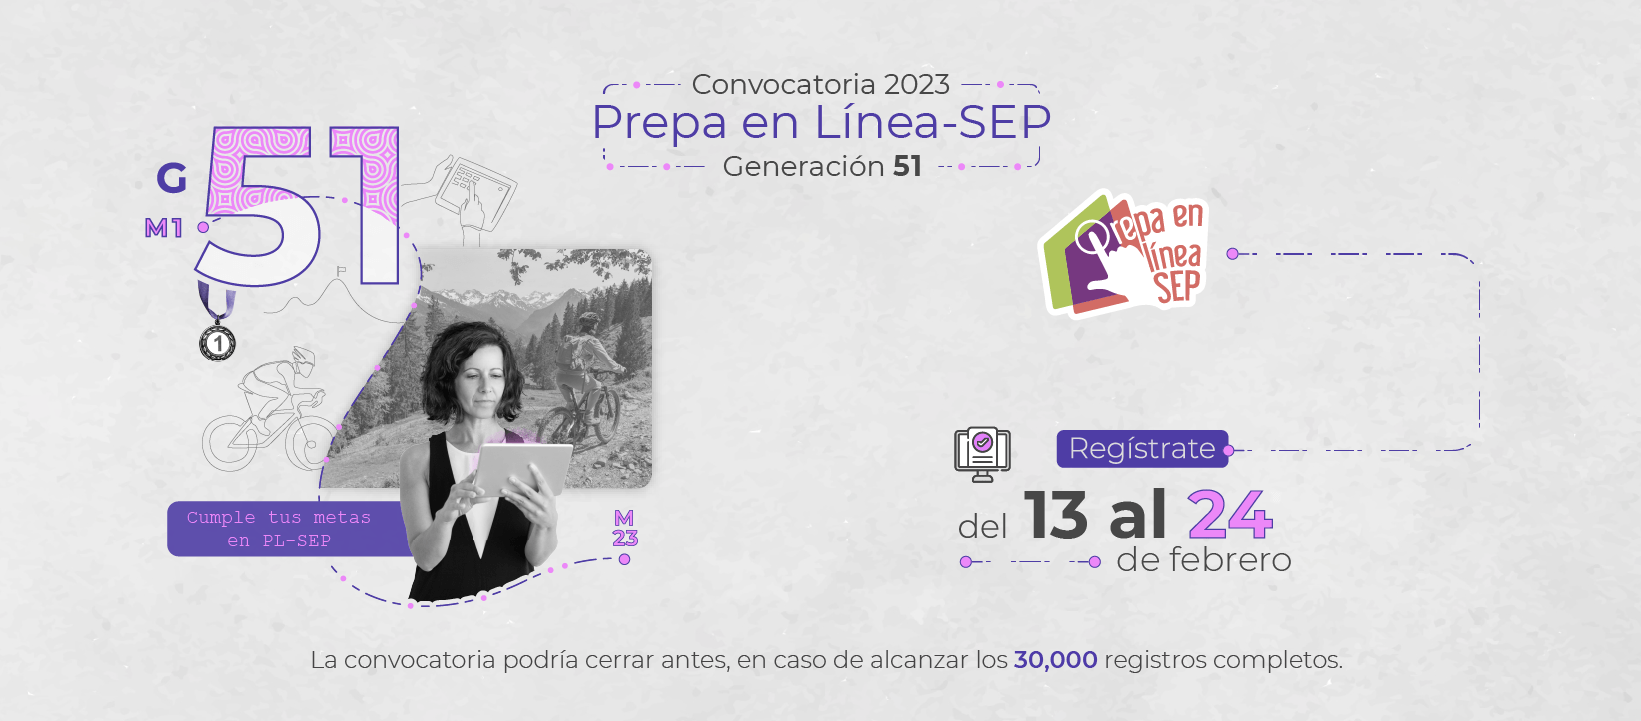 Convocatoria 2023
Prepa en Línea-SEP
Generación 51
G
51
M1
1
Prepa en
línea
SEP
Cumple tus metas
en PL-SEP
M
23
Regístrate
del 13 al 24
de febrero
La convocatoria podría cerrar antes, en caso de alcanzar los 30,000 registros completos.